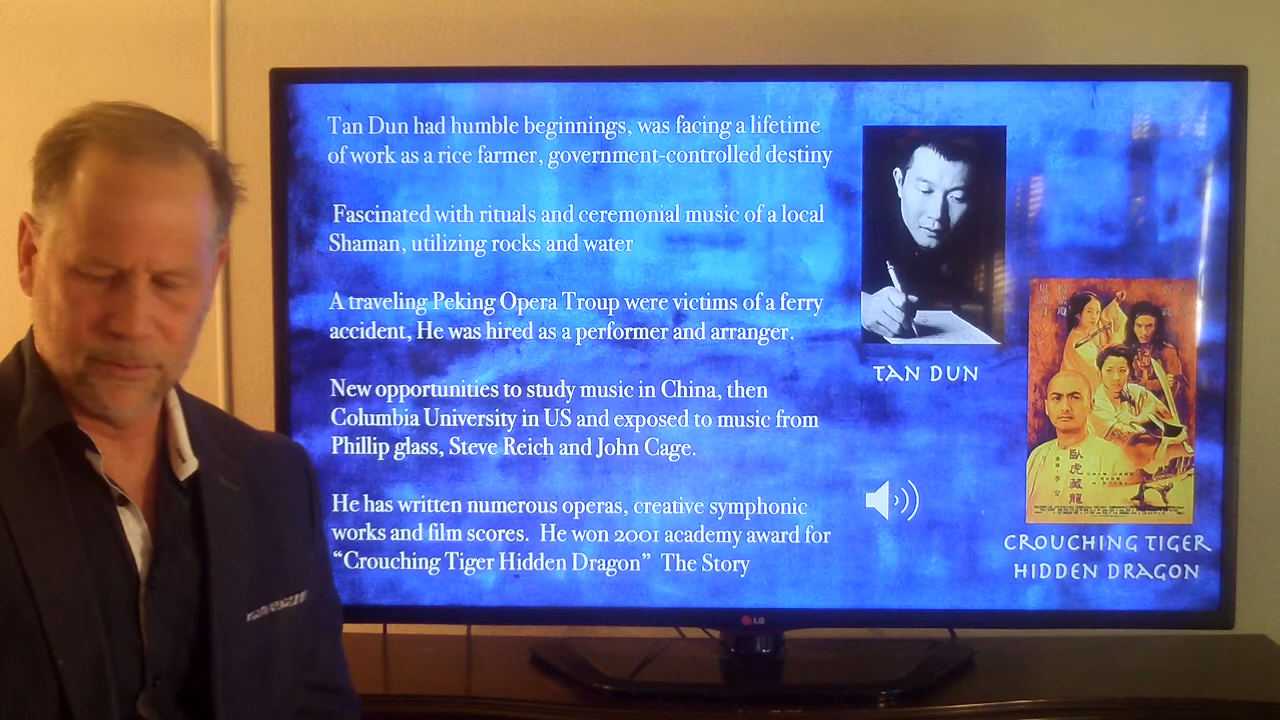 Tan Dun had humble beginnings, was facing a lifetime
of work as a rice farmer, government-controlled destiny
Fascinated with rituals and ceremonial music of a local
Shaman, utilizing rocks and water
A traveling Peking Opera Troup were victims of a ferry
accident, He was hired as a performer and arranger.
New opportunities to study music in China, then
Columbia University in US and exposed to music from
Phillip glass, Steve Reich and John Cage.
He has written numerous operas, creative symphonic
works and film scores.  He won 2001 academy award for
“Crouching Tiger Hidden Dragon”  The Story
TAN DUN
臥虎藏龍
CROUCHING TIGER
HIDDEN DRAGON
LG